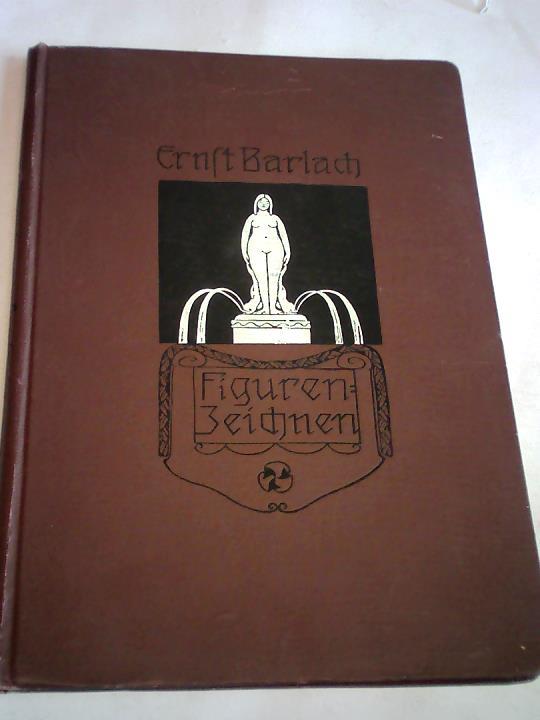 Ernſt Barlach
Figuren=
Zeichnen